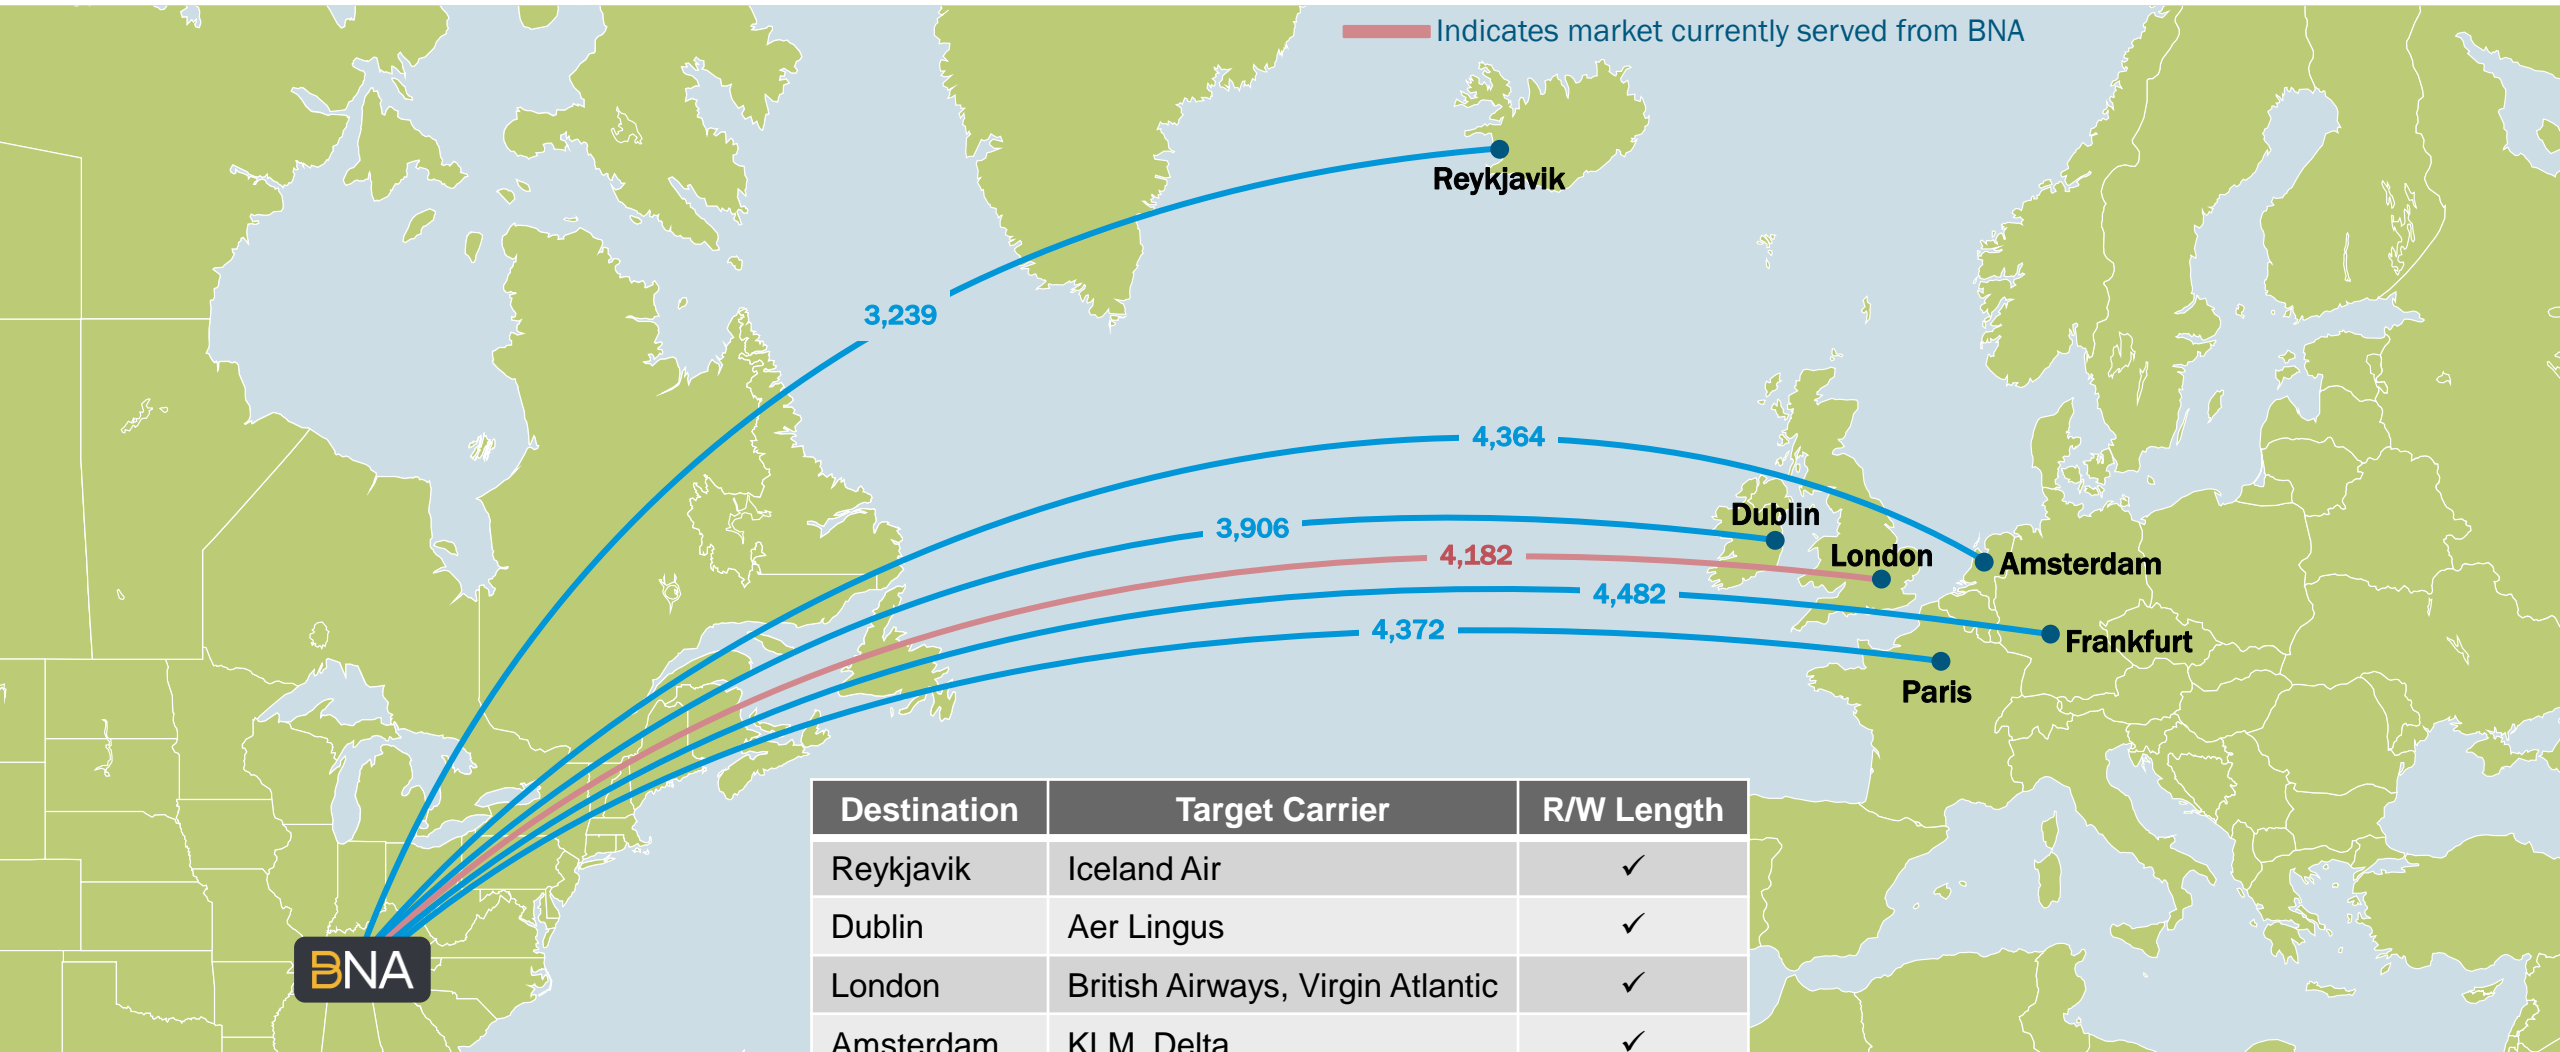 Indicates market currently served from BNA
Reykjavik
3,239
4,364
Dublin
3,906
London
4,182
Amsterdam
4,482
4,372
Frankfurt
Paris
BNA
Destination Target Carrier R/W Length
Reykjavik Iceland Air ✓
Dublin Aer Lingus ✓
London British Airways, Virgin Atlantic ✓
Amsterdam KLM, Delta ✓